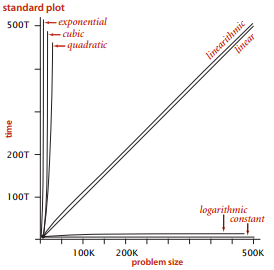 standard plot
500T
exponential
cubic
quadratic
linearithmic
linear
time
200T
100T
logarithmic
constant
100K 200K 500K
problem size